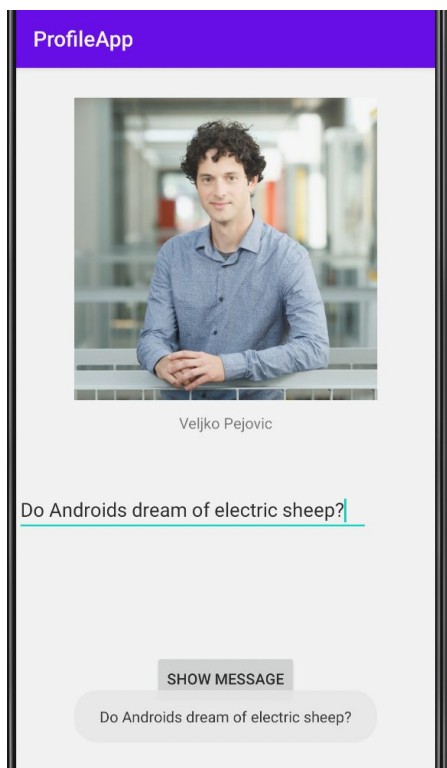 ProfileApp
Veljko Pejovic
Do Androids dream of electric sheep?
SHOW MESSAGE
Do Androids dream of electric sheep?